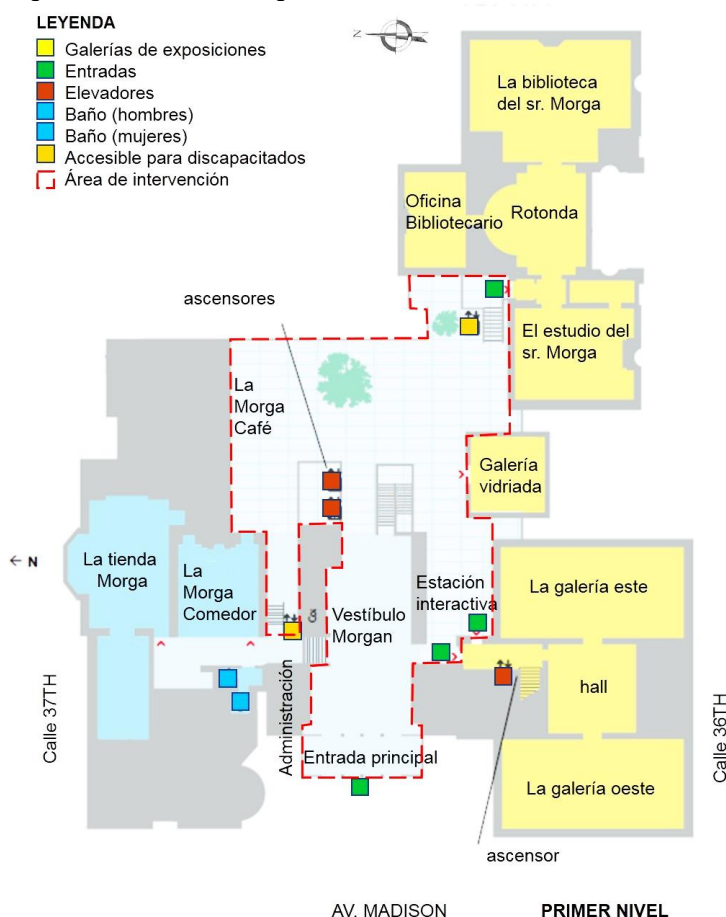 LEYENDA
Galerías de exposiciones
Entradas
Elevadores
Baño (hombres)
Baño (mujeres)
Accesible para discapacitados
Área de intervención
La biblioteca
del sr. Morga
Oficina
Bibliotecario
Rotonda
ascensores
El estudio del
sr. Morga
La
Morga
Café
Galería
vidriada
← N
La tienda
Morga
La
Morga
Comedor
Vestíbulo
Morgan
Estación
interactiva
La galería este
hall
Administración
Entrada principal
La galería oeste
Calle 37TH
Calle 36TH
ascensor
AV. MADISON
PRIMER NIVEL